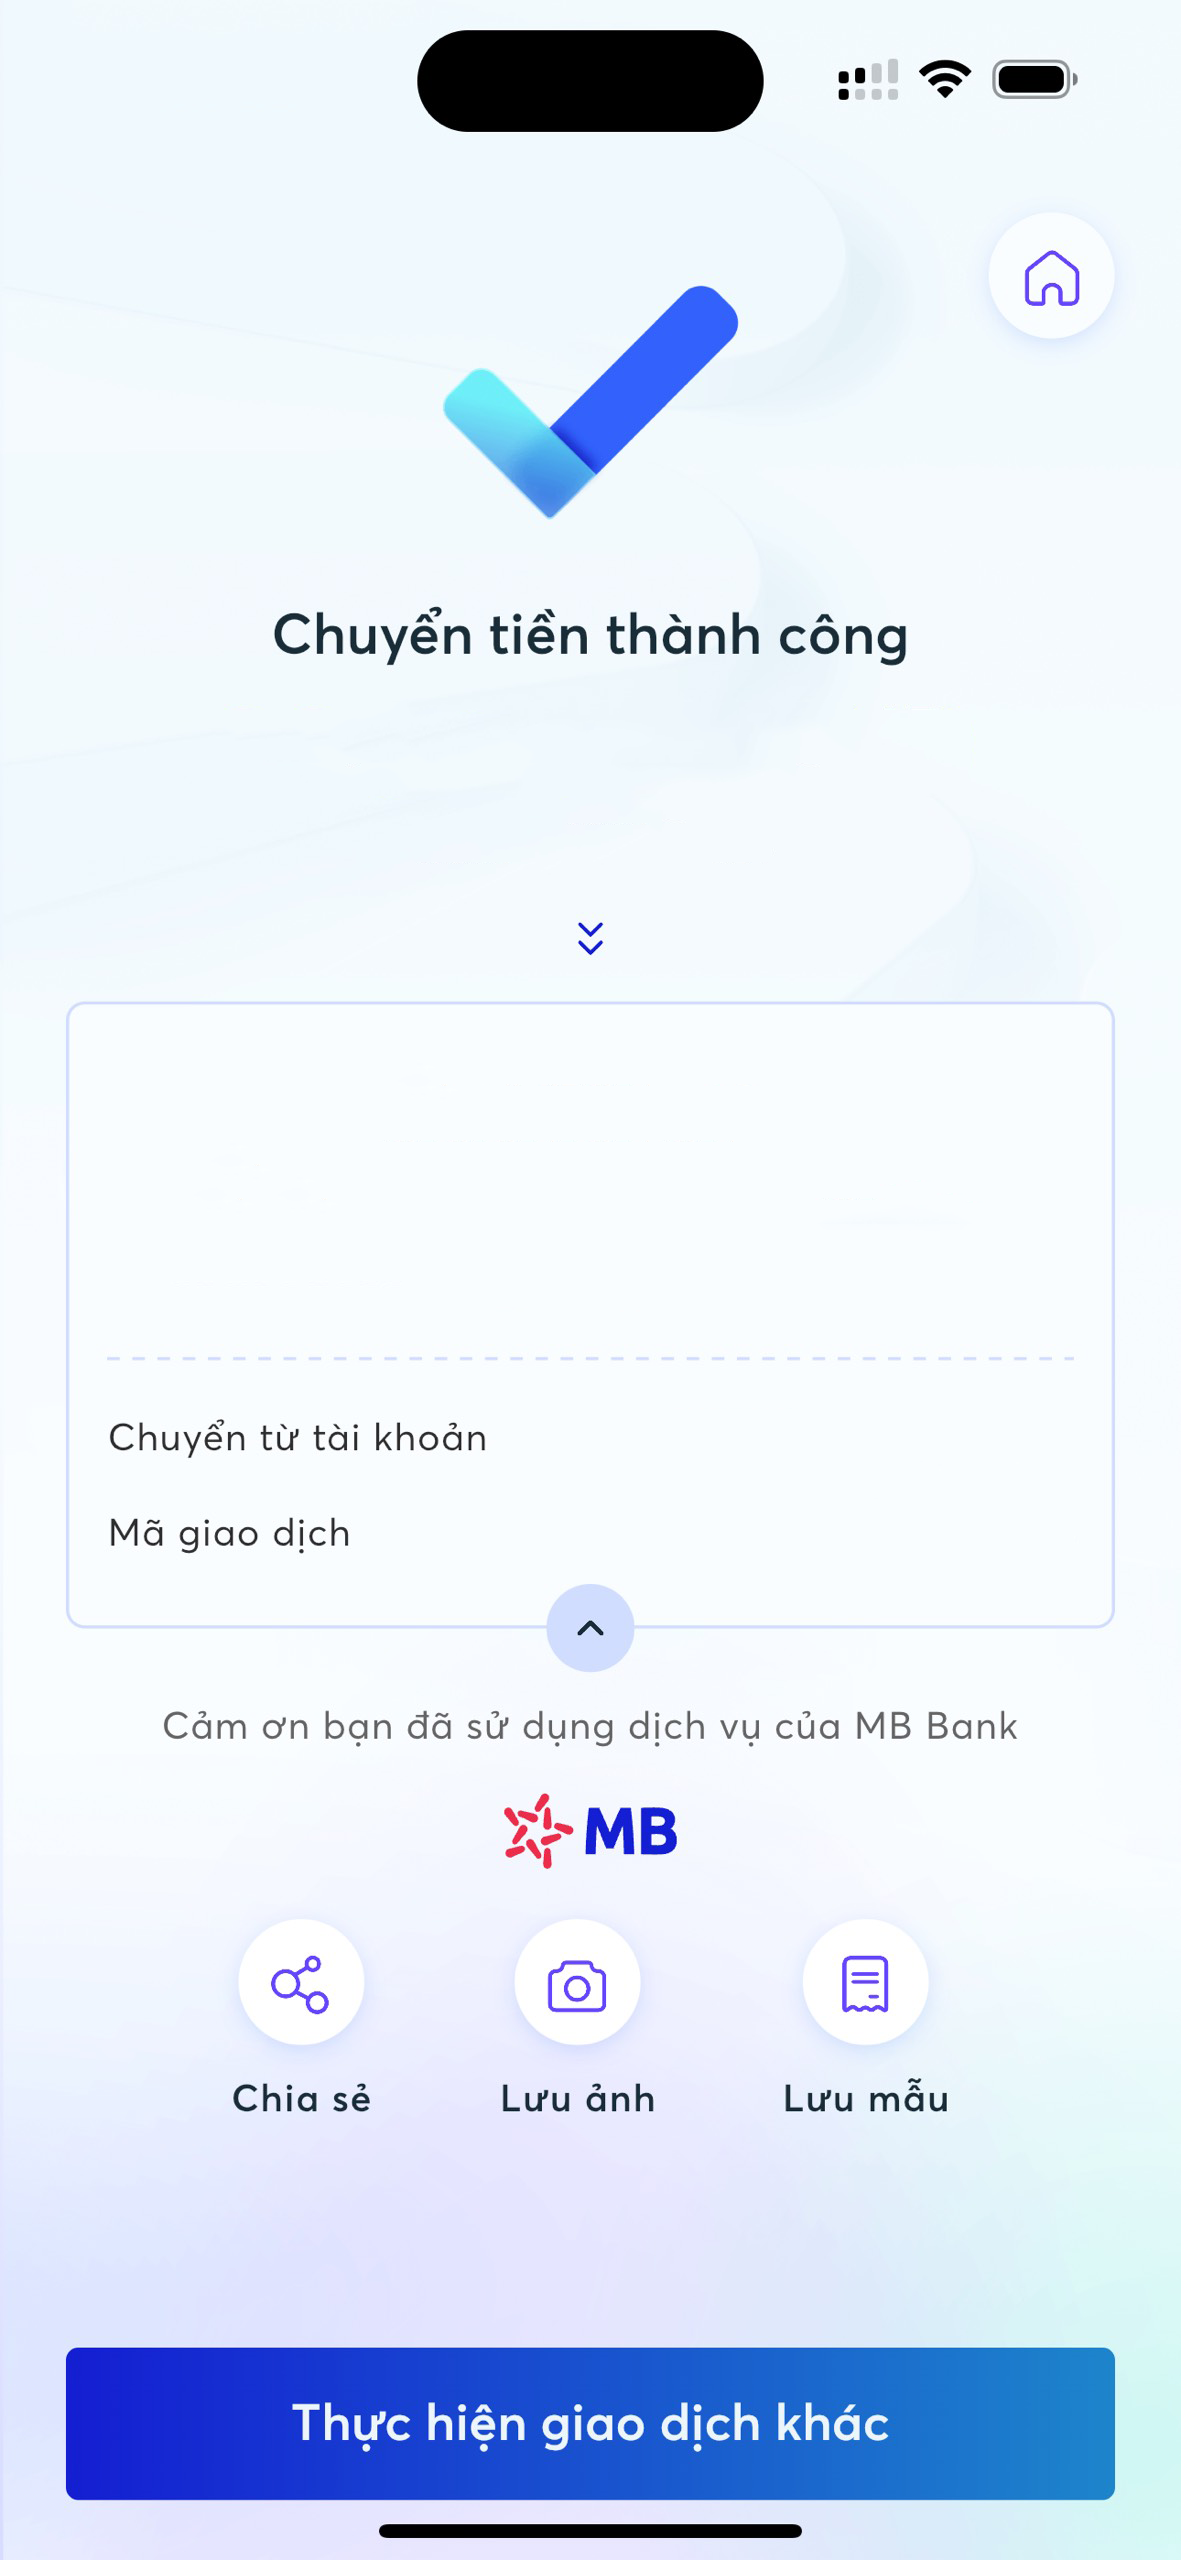 Chuyển tiền thành công
Chuyển từ tài khoản
Mã giao dịch
Cảm ơn bạn đã sử dụng dịch vụ của MB Bank
MB
Chia sẻ
Lưu ảnh
Lưu mẫu
Thực hiện giao dịch khác